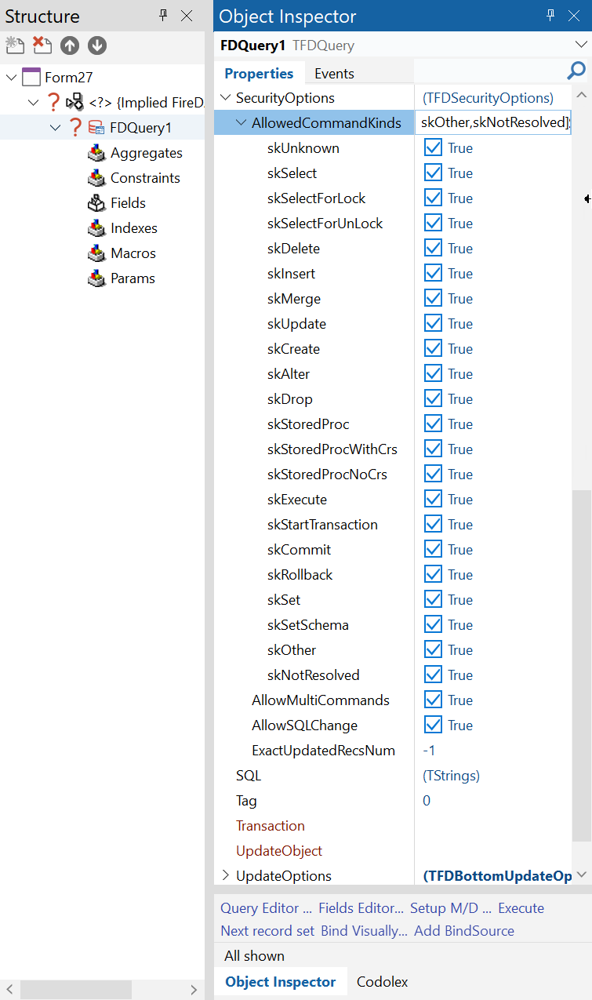 Structure
Form27
<?> {Implied FireD
FDQuery1
Aggregates
Constraints
Fields
Indexes
Macros
Params
Object Inspector
FDQuery1 TFDQuery
Properties Events
SecurityOptions (TFDSecurityOptions)
AllowedCommandKinds skOther,skNotResolved]
skUnknown True
skSelect True
skSelectForLock True
skSelectForUnLock True
skDelete True
skInsert True
skMerge True
skUpdate True
skCreate True
skAlter True
skDrop True
skStoredProc True
skStoredProcWithCrs True
skStoredProcNoCrs True
skExecute True
skStartTransaction True
skCommit True
skRollback True
skSet True
skSetSchema True
skOther True
skNotResolved True
AllowMultiCommands True
AllowSQLChange True
ExactUpdatedRecsNum -1
SQL (TStrings)
Tag 0
Transaction
UpdateObject
UpdateOptions (TFDBottomUpdateOp
Query Editor ... Fields Editor... Setup M/D ... Execute
Next record set Bind Visually... Add BindSource
All shown
Object Inspector Codolex